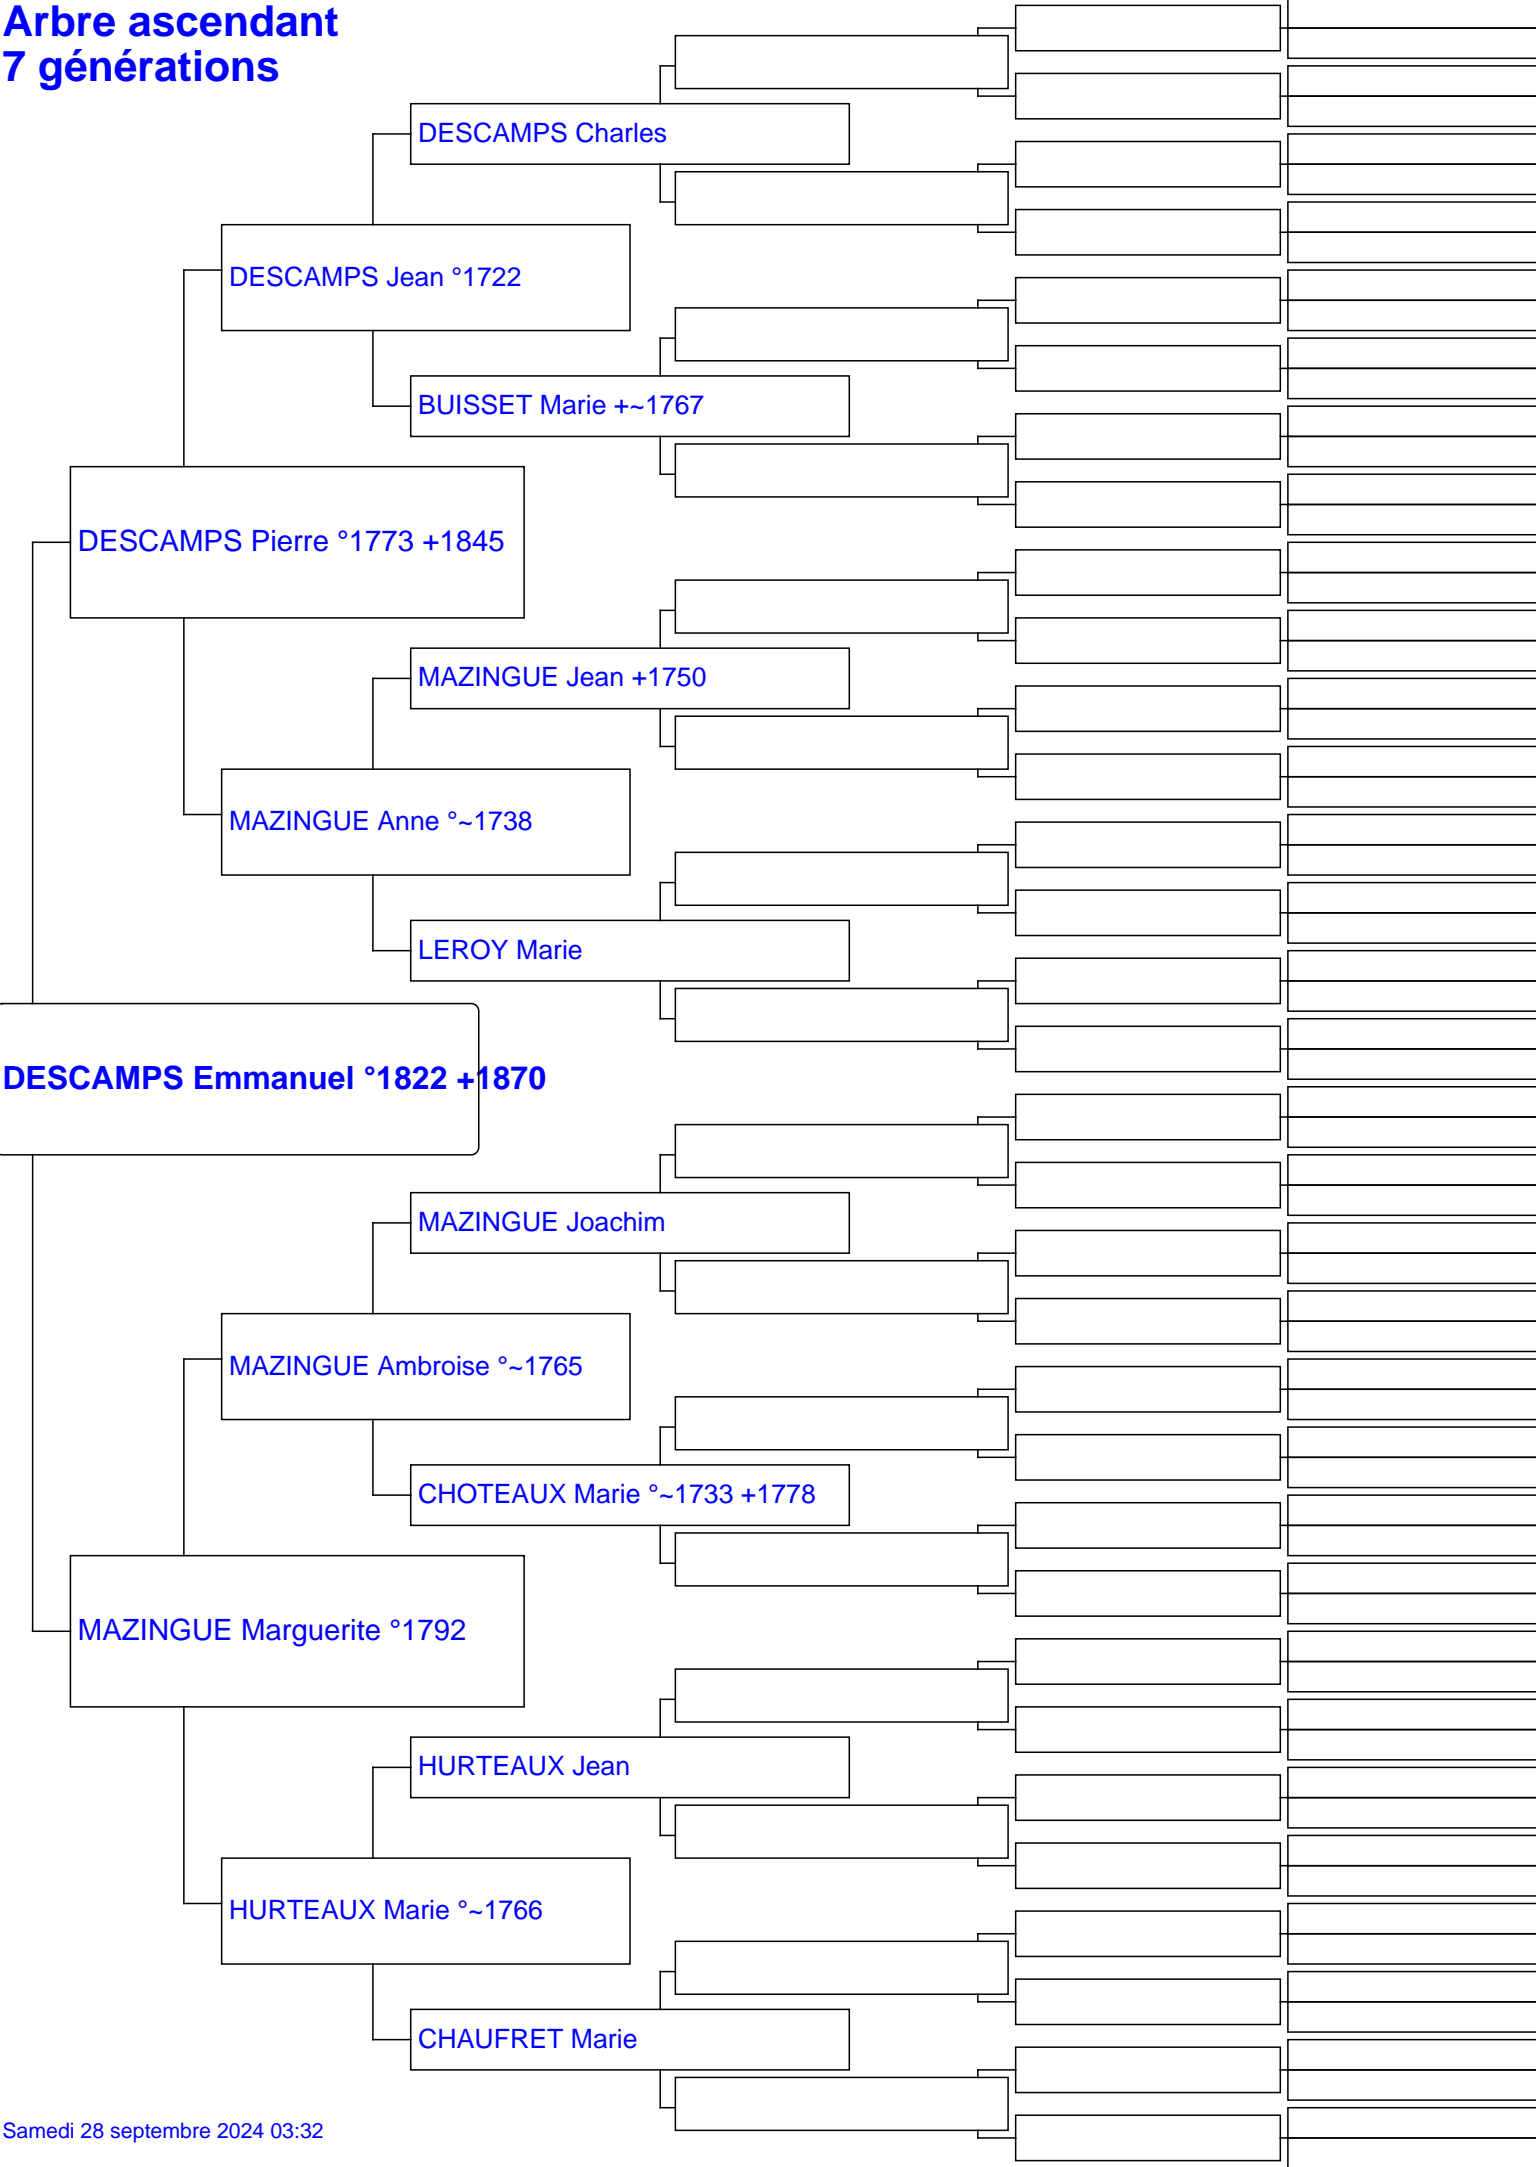 Arbre ascendant
7 générations
DESCAMPS Charles
DESCAMPS Jean °1722
BUISSET Marie +~1767
DESCAMPS Pierre °1773 +1845
MAZINGUE Jean +1750
MAZINGUE Anne °~1738
LEROY Marie
DESCAMPS Emmanuel °1822 +1870
MAZINGUE Joachim
MAZINGUE Ambroise °~1765
CHOTEAUX Marie °~1733 +1778
MAZINGUE Marguerite °1792
HURTEAUX Jean
HURTEAUX Marie °~1766
CHAUFRET Marie
Samedi 28 septembre 2024 03:32